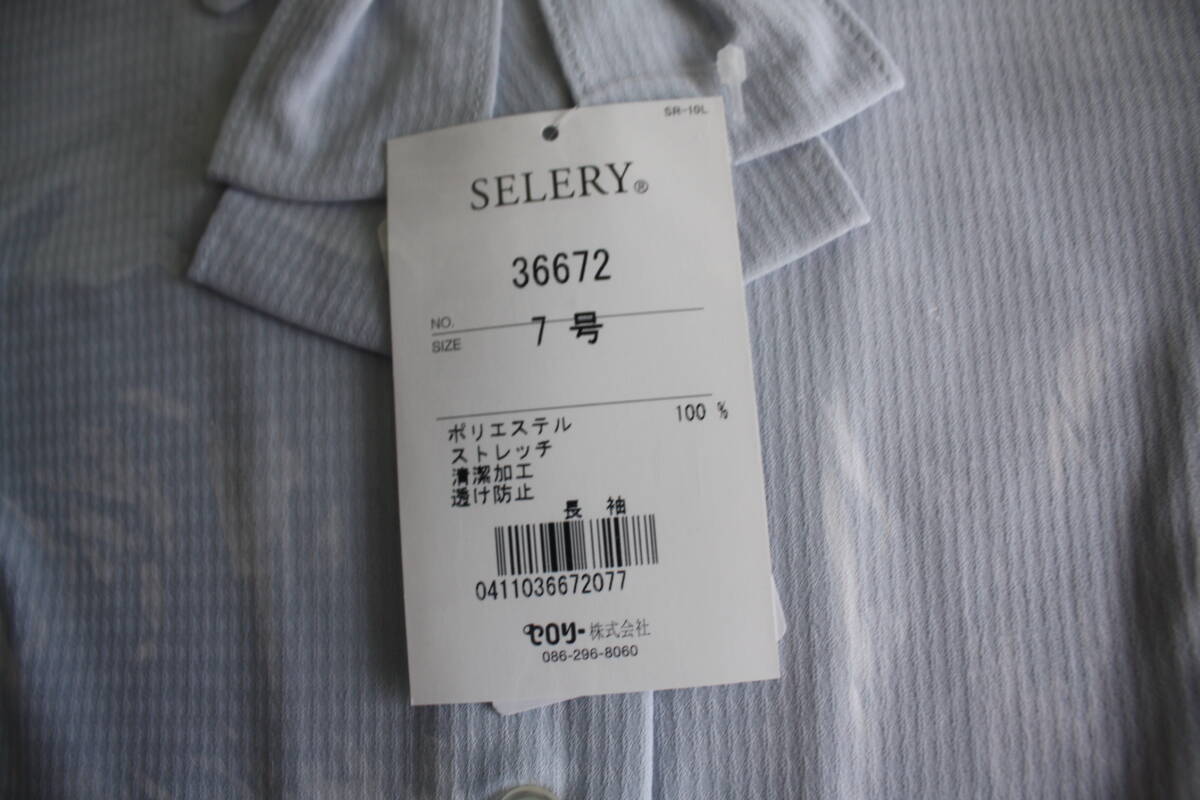 SR-10L
SELERY®
36672
NO.
SIZE 7 号
ポリエステル 100 %
ストレッチ
清潔加工
透け防止
長 袖
0411036672077
セロリー株式会社
086-296-8060